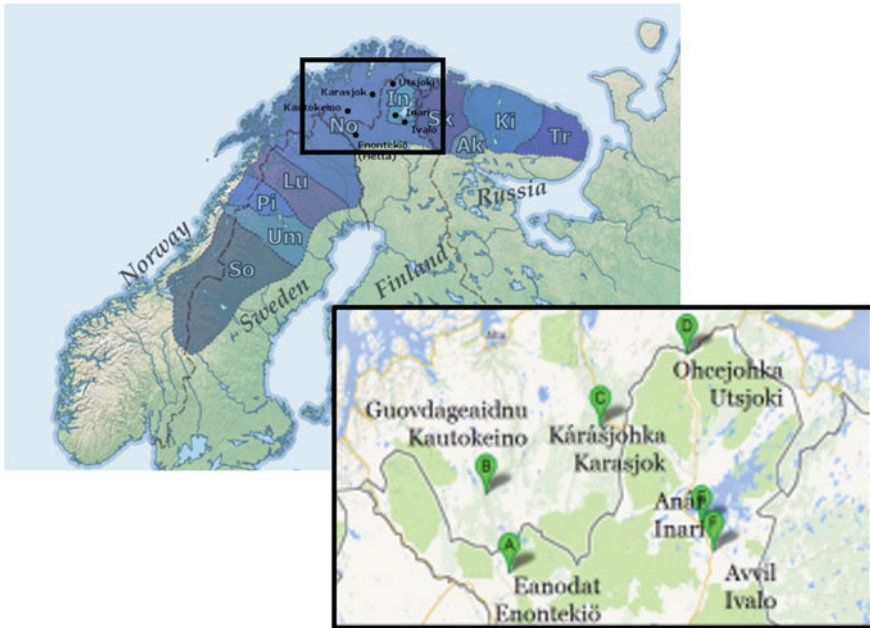 Utsjoki
Karasjok
In
Kautokeino
Inari
No
Ivalo
Enontekiö
(Hetta)
Sk
Ki
Ak
Tr
Lu
Pi
Um
So
Norway
Sweden
Finland
Russia
Alta
D
Ohcejohka
Utsjoki
C
Guovdageaidnu
Kautokeino
Kárášjohka
Karasjok
B
Anár
Inari
F
A
Eanodat
Enontekiö
Avvil
Ivalo